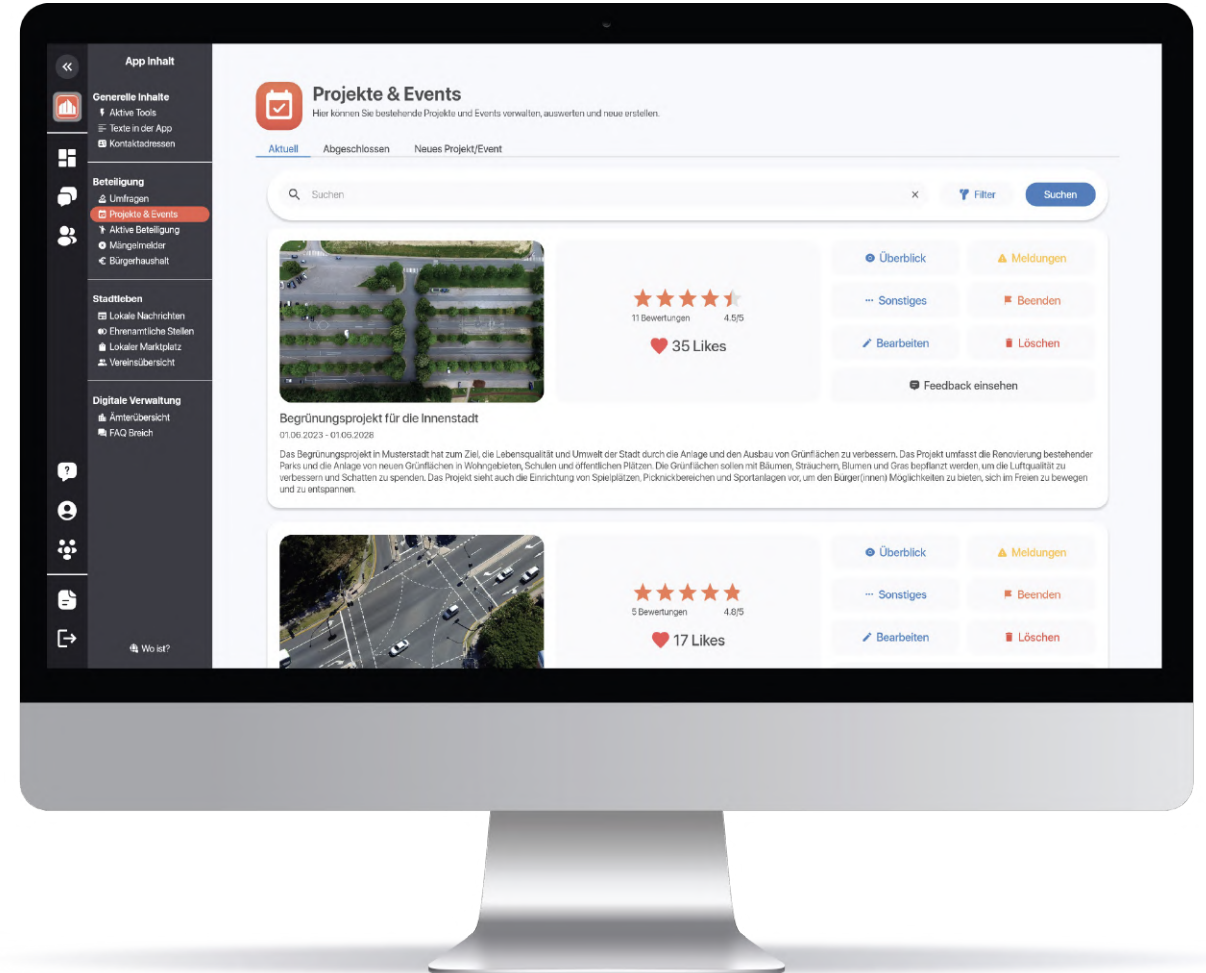 App Inhalt
Generelle Inhalte
Aktive Tools
Texte in der App
Kontaktadressen
Beteiligung
Umfragen
Projekte & Events
Aktive Beteiligung
Mängelmelder
Bürgerhaushalt
Stadtleben
Lokale Nachrichten
Ehrenamtliche Stellen
Lokaler Marktplatz
Vereinsübersicht
Digitale Verwaltung
Ämterübersicht
FAQ Breich
Wo ist?
Projekte & Events
Hier können Sie bestehende Projekte und Events verwalten, auswerten und neue erstellen.
Aktuell Abgeschlossen Neues Projekt/Event
Suchen × Filter Suchen
11 Bewertungen 4.5/5
35 Likes
Überblick Meldungen
Sonstiges Beenden
Bearbeiten Löschen
Feedback einsehen
Begrünungsprojekt für die Innenstadt
01.06.2023 - 01.06.2028
Das Begrünungsprojekt in Musterstadt hat zum Ziel, die Lebensqualität und Umwelt der Stadt durch die Anlage und den Ausbau von Grünflächen zu verbessern. Das Projekt umfasst die Renovierung bestehender
Parks und die Anlage von neuen Grünflächen in Wohngebieten, Schulen und öffentlichen Plätzen. Die Grünflächen sollen mit Bäumen, Sträuchern, Blumen und Gras bepflanzt werden, um die Luftqualität zu
verbessern und Schatten zu spenden. Das Projekt sieht auch die Einrichtung von Spielplätzen, Picknickbereichen und Sportanlagen vor, um den Bürger(innen) Möglichkeiten zu bieten, sich im Freien zu bewegen
und zu entspannen.
5 Bewertungen 4.8/5
17 Likes
Überblick Meldungen
Sonstiges Beenden
Bearbeiten Löschen